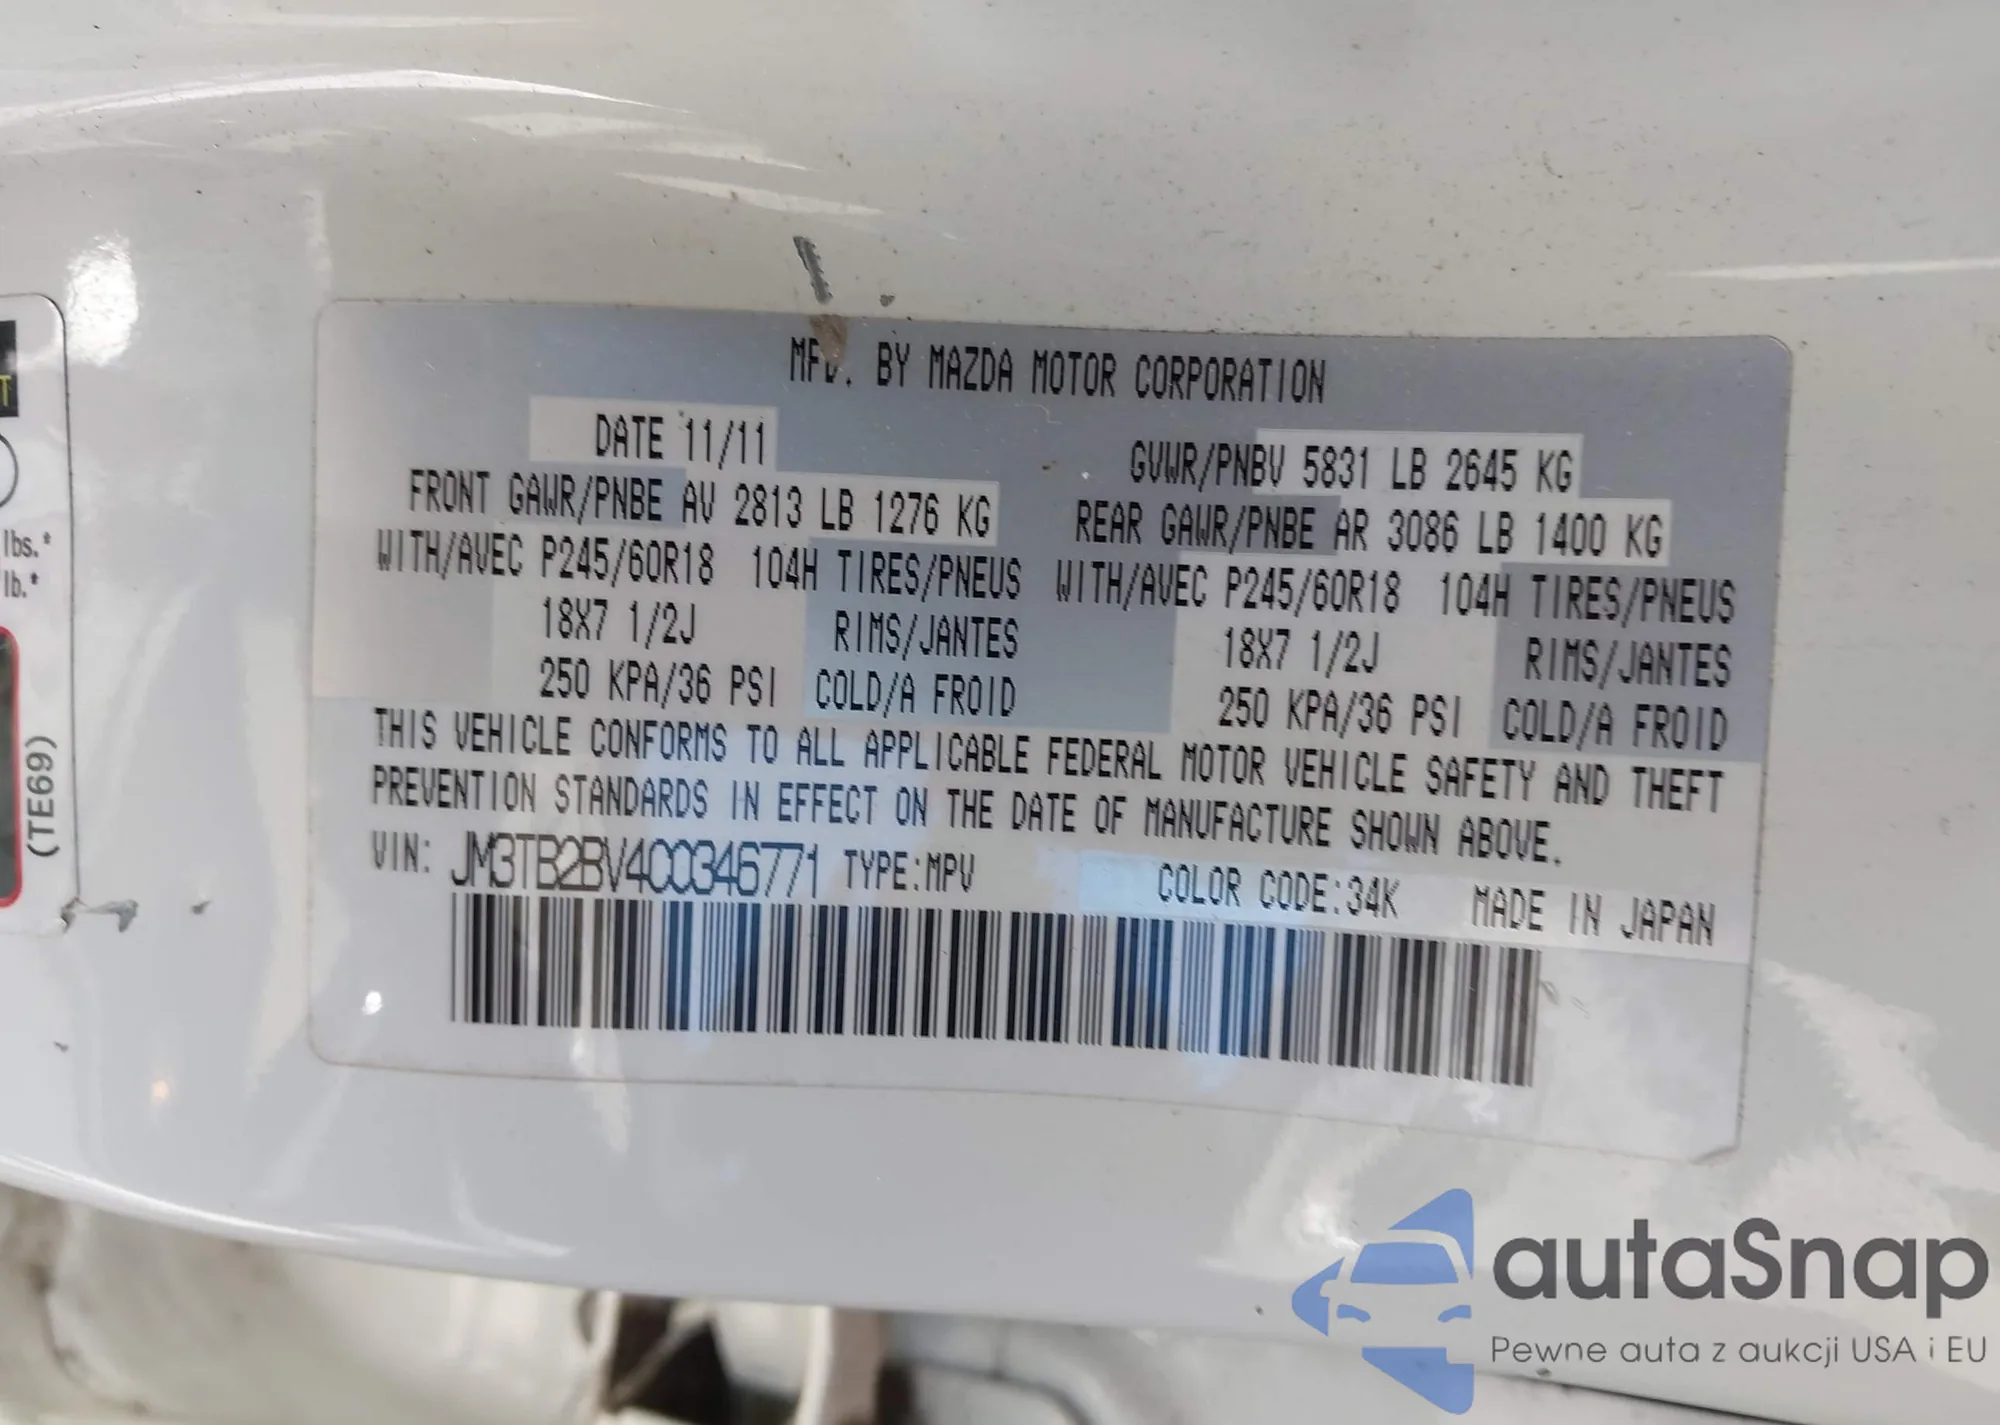 MFD. BY MAZDA MOTOR CORPORATION
DATE 11/11
GVWR/PNBV 5831 LB 2645 KG
FRONT GAWR/PNBE AV 2813 LB 1276 KG
REAR GAWR/PNBE AR 3086 LB 1400 KG
WITH/AVEC P245/60R18 104H TIRES/PNEUS WITH/AVEC P245/60R18 104H TIRES/PNEUS
18X7 1/2J RIMS/JANTES 18X7 1/2J RIMS/JANTES
250 KPA/36 PSI COLD/A FROID 250 KPA/36 PSI COLD/A FROID
THIS VEHICLE CONFORMS TO ALL APPLICABLE FEDERAL MOTOR VEHICLE SAFETY AND THEFT
PREVENTION STANDARDS IN EFFECT ON THE DATE OF MANUFACTURE SHOWN ABOVE.
VIN: JM3TB2BV4C0346771 TYPE:MPV COLOR CODE:34K MADE IN JAPAN
T
lbs.*
lb.*
(TE69)
autaSnap
Pewne auta z aukcji USA i EU